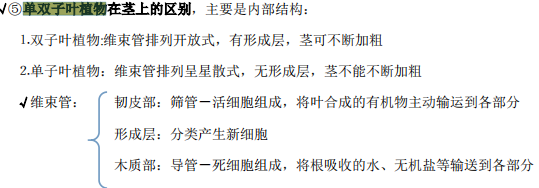 √⑤单双子叶植物在茎上的区别，主要是内部结构：
1.双子叶植物:维束管排列开放式，有形成层，茎可不断加粗
2.单子叶植物：维束管排列呈星散式，无形成层，茎不能不断加粗
√维束管：
韧皮部：筛管－活细胞组成，将叶合成的有机物主动输运到各部分
形成层：分类产生新细胞
木质部：导管－死细胞组成，将根吸收的水、无机盐等输送到各部分